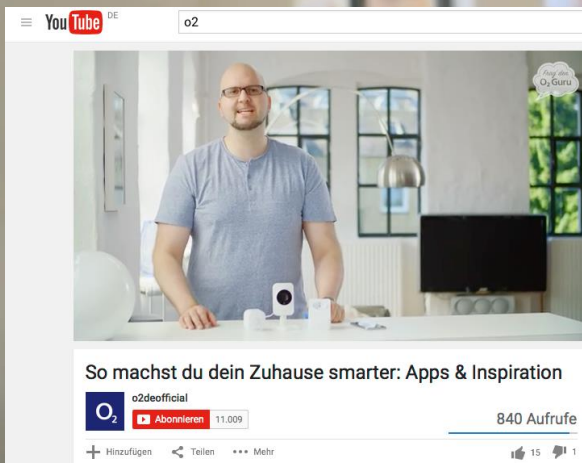 YouTube DE
o2
Frag den
O2 Guru
So machst du dein Zuhause smarter: Apps & Inspiration
o2deofficial
O2
Abonnieren 11.009
840 Aufrufe
Hinzufügen Teilen Mehr
15 1